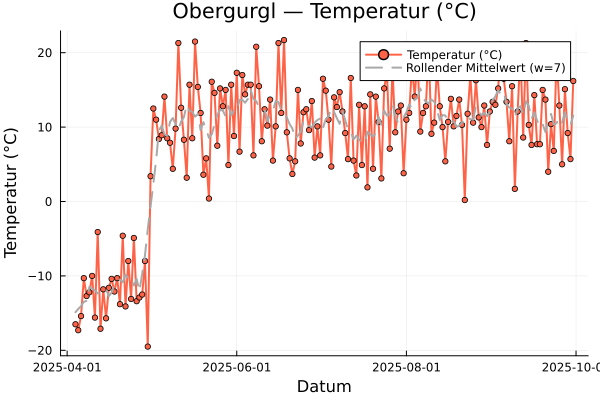 Obergurgl — Temperatur (°C)
Temperatur (°C)
Rollender Mittelwert (w=7)
Temperatur (°C)
20
10
0
−10
−20
2025-04-01
2025-06-01
2025-08-01
2025-10-0
Datum